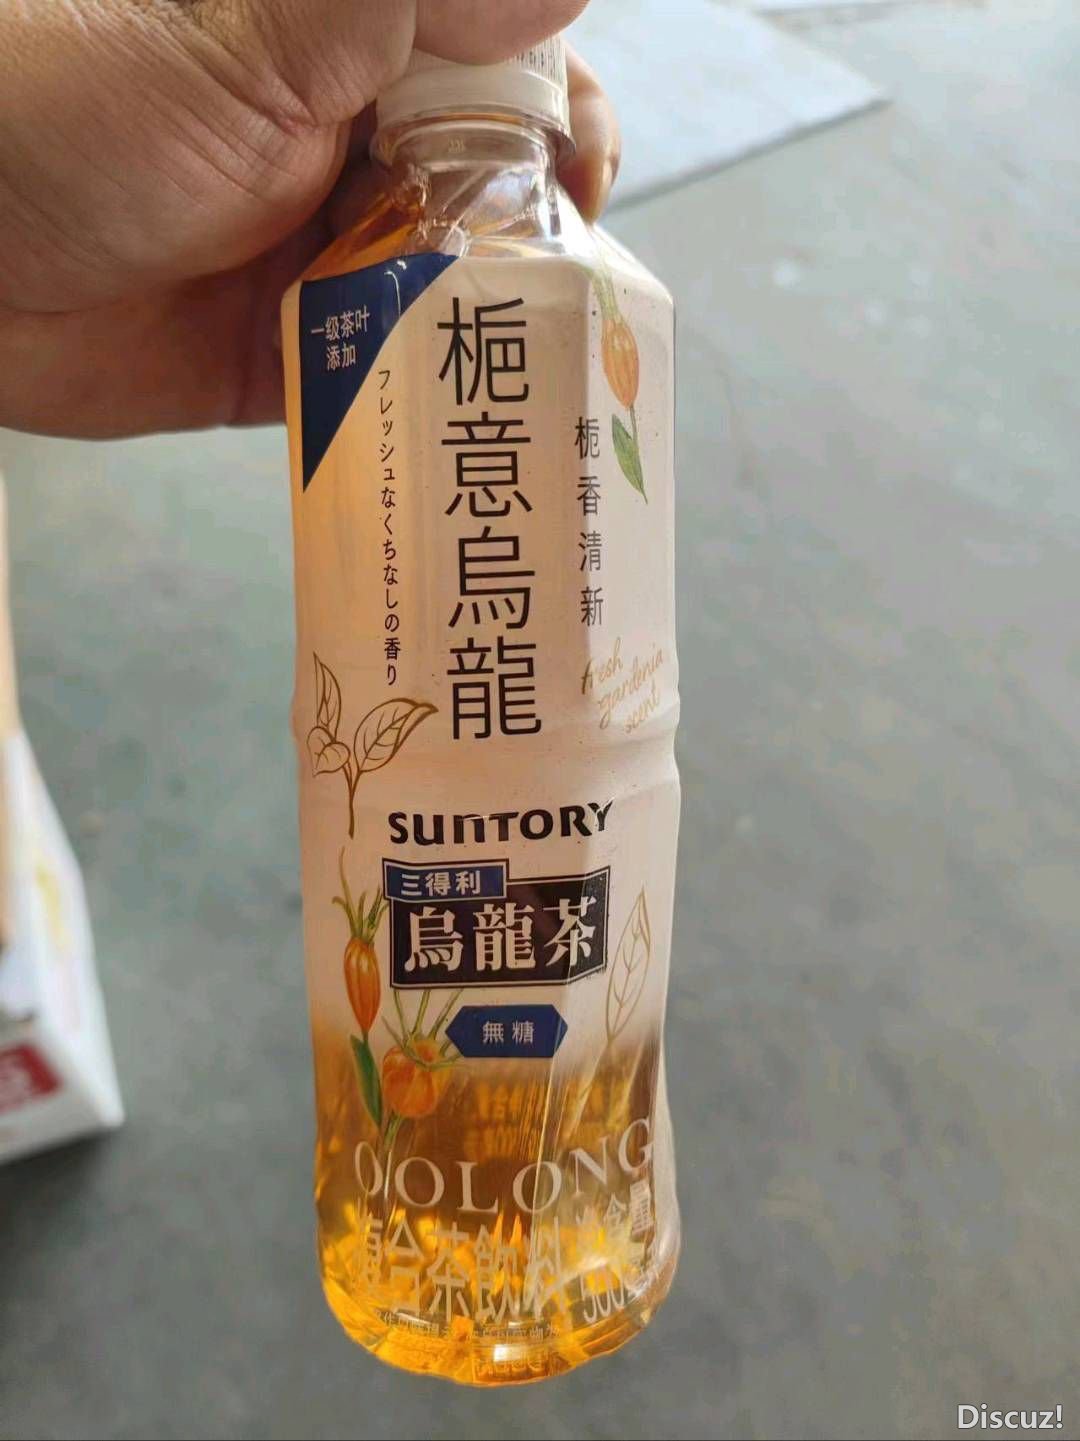 一级茶叶
添加
フレッシュなくちなしの香り
栀意烏龍
栀香清新
fresh
gardenia
scent
SUNTORY
三得利
烏龍茶
無糖
OOLONG
複合茶飲料
Discuz!